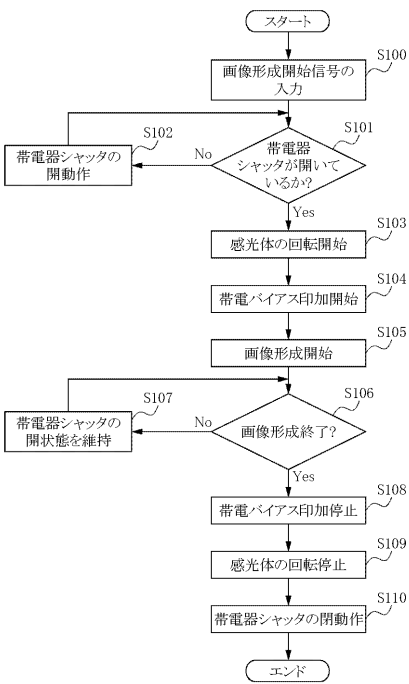 スタート
S100
画像形成開始信号の
入力
S101
帯電器
シャッタが開いて
いるか?
No
S102
帯電器シャッタの
開動作
Yes
S103
感光体の回転開始
S104
帯電バイアス印加開始
S105
画像形成開始
S106
画像形成終了?
No
S107
帯電器シャッタの
開状態を維持
Yes
S108
帯電バイアス印加停止
S109
感光体の回転停止
S110
帯電器シャッタの閉動作
エンド